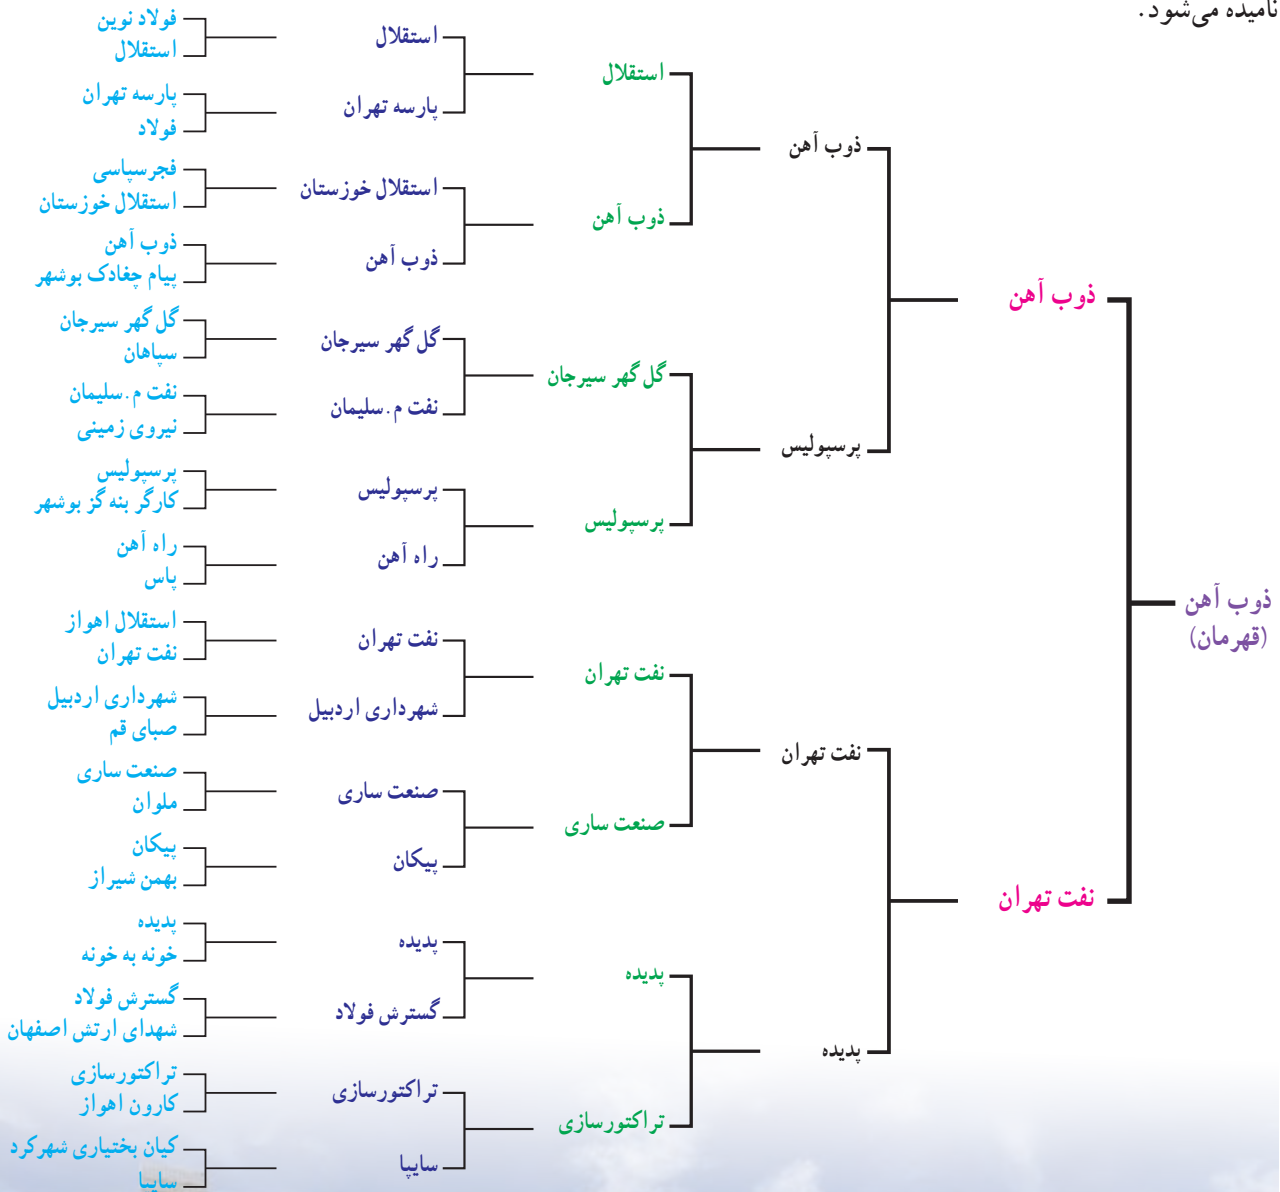 نامیده می‌شود.
فولاد نوین
استقلال
پارسه تهران
فولاد
فجرسپاسی
استقلال خوزستان
ذوب آهن
پیام چغادک بوشهر
گل گهر سیرجان
سپاهان
نفت م.سلیمان
نیروی زمینی
پرسپولیس
کارگر بنه گز بوشهر
راه آهن
پاس
استقلال اهواز
نفت تهران
شهرداری اردبیل
صبای قم
صنعت ساری
ملوان
پیکان
بهمن شیراز
پدیده
خونه به خونه
گسترش فولاد
شهدای ارتش اصفهان
تراکتورسازی
کارون اهواز
کیان بختیاری شهرکرد
سایپا
استقلال
پارسه تهران
استقلال خوزستان
ذوب آهن
گل گهر سیرجان
نفت م.سلیمان
پرسپولیس
راه آهن
نفت تهران
شهرداری اردبیل
صنعت ساری
پیکان
پدیده
گسترش فولاد
تراکتورسازی
سایپا
استقلال
ذوب آهن
گل گهر سیرجان
پرسپولیس
نفت تهران
صنعت ساری
پدیده
تراکتورسازی
ذوب آهن
پرسپولیس
نفت تهران
پدیده
ذوب آهن
نفت تهران
ذوب آهن
(قهرمان)